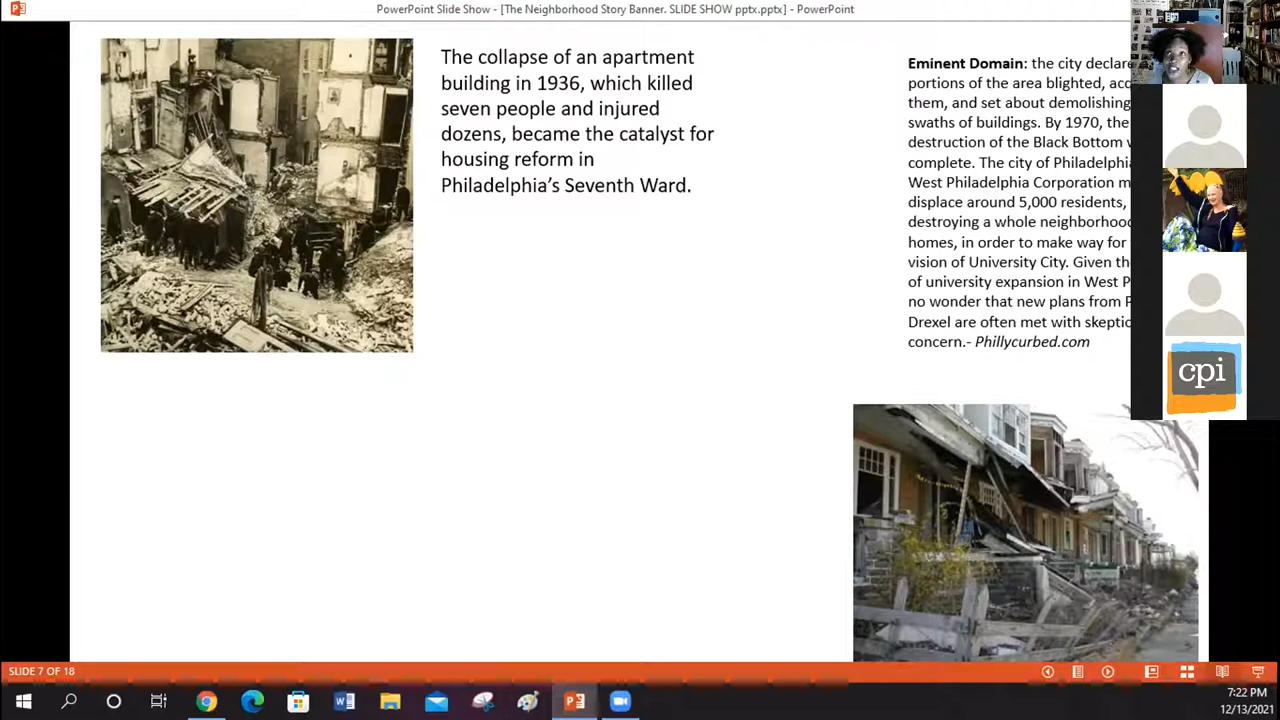 PowerPoint Slide Show - [The Neighborhood Story Banner. SLIDE SHOW pptx.pptx] - PowerPoint
The collapse of an apartment
building in 1936, which killed
seven people and injured
dozens, became the catalyst for
housing reform in
Philadelphia’s Seventh Ward.
Eminent Domain: the city declare
portions of the area blighted, acq
them, and set about demolishing
swaths of buildings. By 1970, the
destruction of the Black Bottom w
complete. The city of Philadelphia
West Philadelphia Corporation m
displace around 5,000 residents,
destroying a whole neighborhood
homes, in order to make way for
vision of University City. Given th
of university expansion in West P
no wonder that new plans from P
Drexel are often met with skeptic
concern.- Phillycurbed.com
cpi
SLIDE 7 OF 18
7:22 PM
12/13/2021